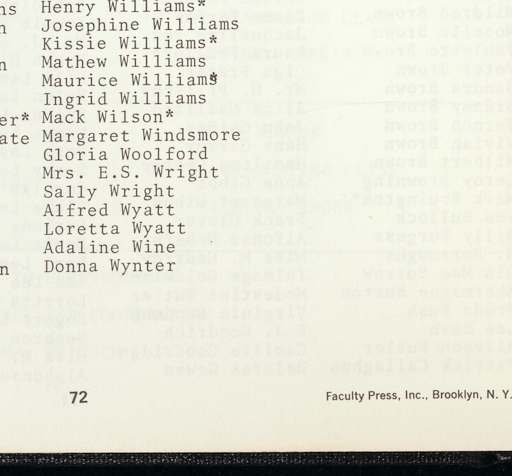 ns Henry Williams*
n Josephine Williams
Kissie Williams*
n Mathew Williams
Maurice Williams*
Ingrid Williams
er* Mack Wilson*
ate Margaret Windsmore
Gloria Woolford
Mrs. E.S. Wright
Sally Wright
Alfred Wyatt
Loretta Wyatt
Adaline Wine
n Donna Wynter
72 Faculty Press, Inc., Brooklyn, N. Y.